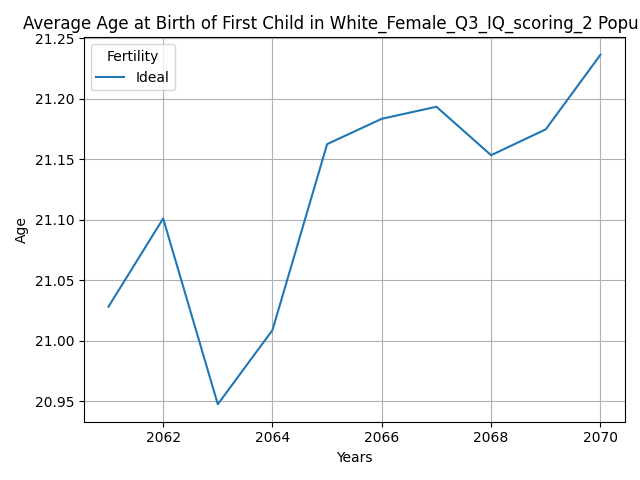 Average Age at Birth of First Child in White_Female_Q3_IQ_scoring_2 Popu
21.25
21.20
21.15
21.10
21.05
21.00
20.95
Age
Fertility
Ideal
2062 2064 2066 2068 2070
Years